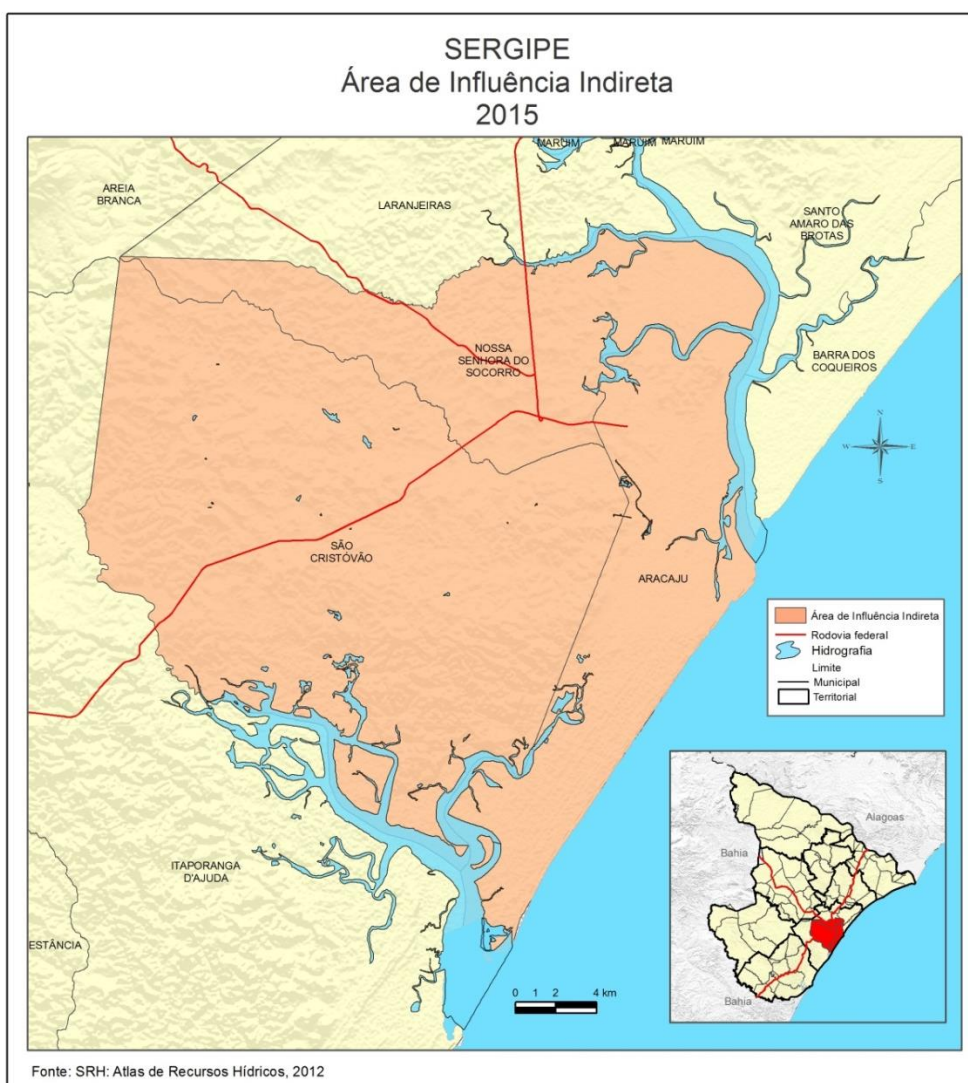 SERGIPE
Área de Influência Indireta
2015
MARUIM
MARUIM
MARUIM
AREIA
BRANCA
LARANJEIRAS
SANTO
AMARO DAS
BROTAS
NOSSA
SENHORA DO
SOCORRO
BARRA DOS
COQUEIROS
N
W
E
S
SÃO
CRISTÓVÃO
ARACAJU
Área de Influência Indireta
Rodovia federal
Hidrografia
Limite
Municipal
Territorial
ITAPORANGA
D'AJUDA
ESTÂNCIA
0 1 2 4 km
Alagoas
Bahia
Bahia
Fonte: SRH: Atlas de Recursos Hídricos, 2012